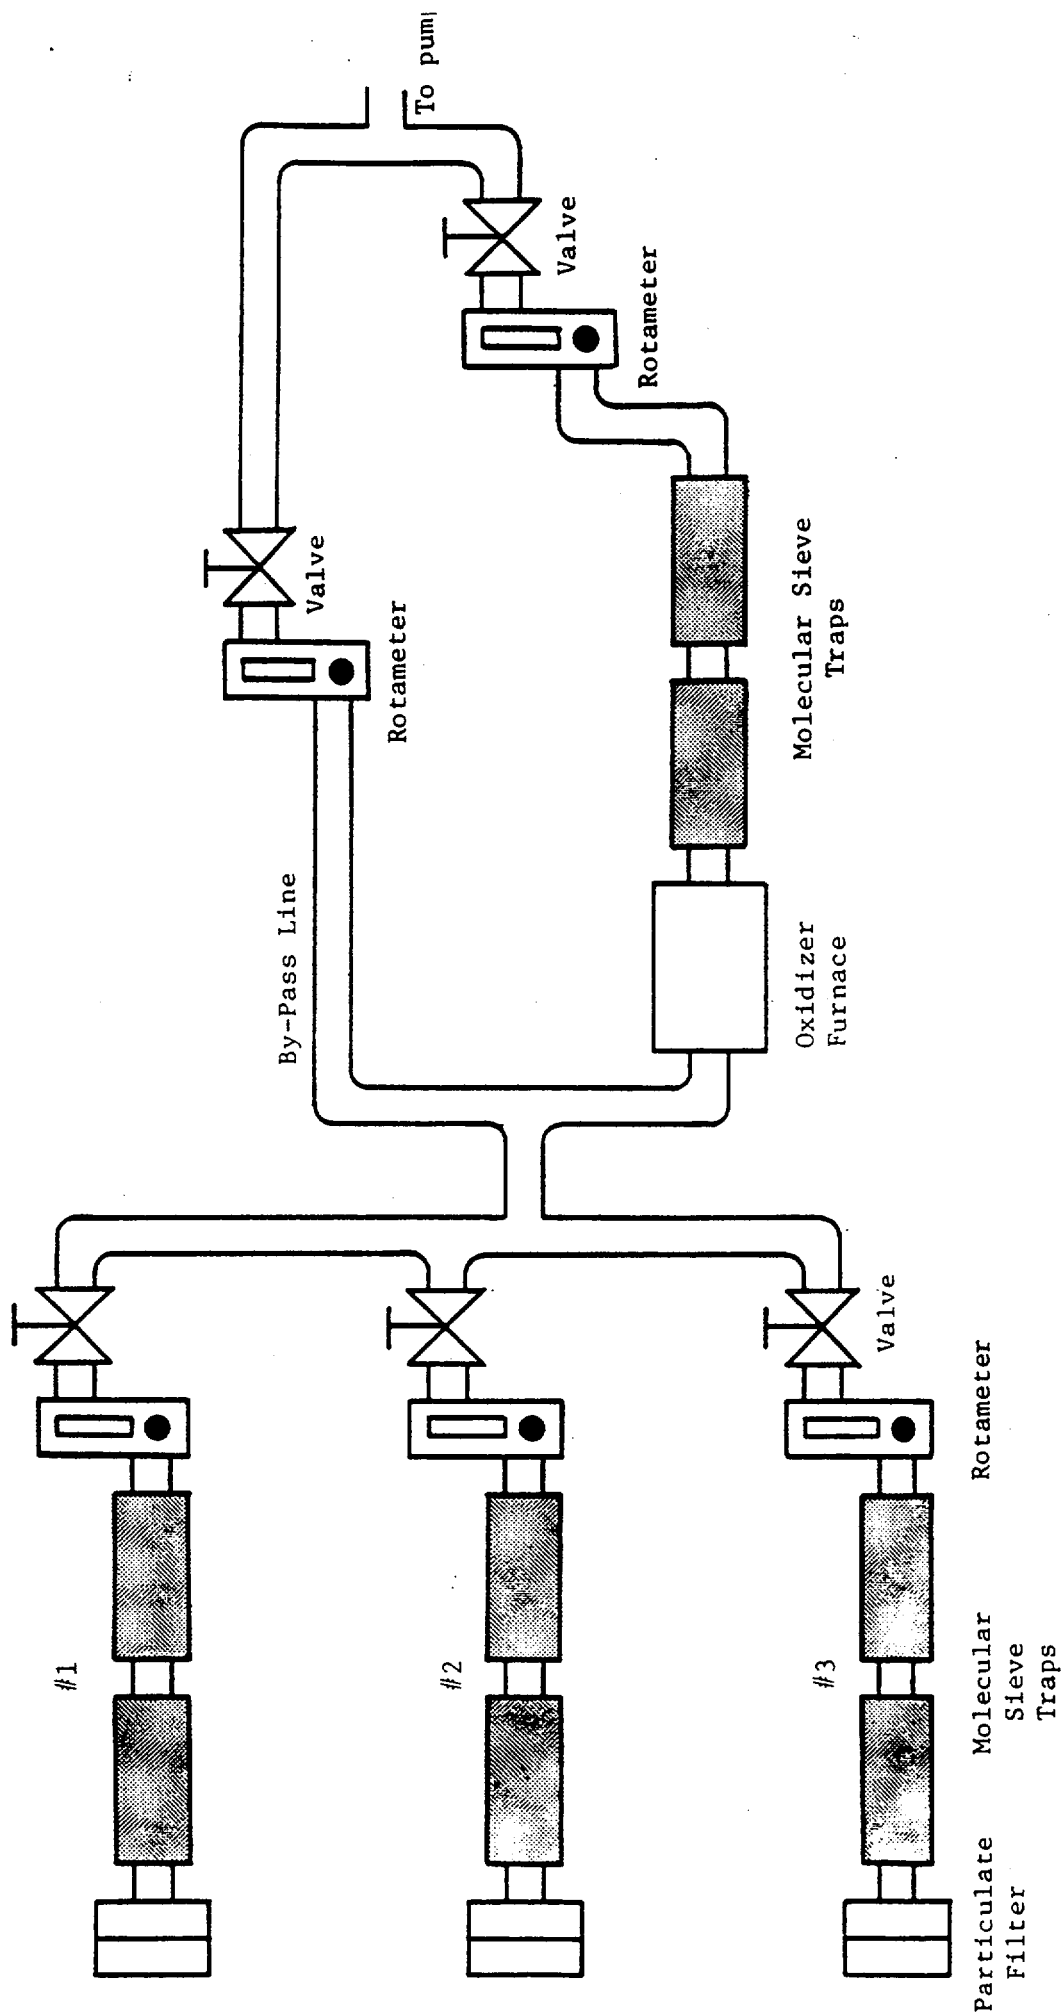 #1
#2
#3
Particulate
Filter
Molecular
Sieve
Traps
Rotameter
Valve
By-Pass Line
Oxidizer
Furnace
Molecular Sieve
Traps
Rotameter
Valve
Rotameter
Valve
To pum